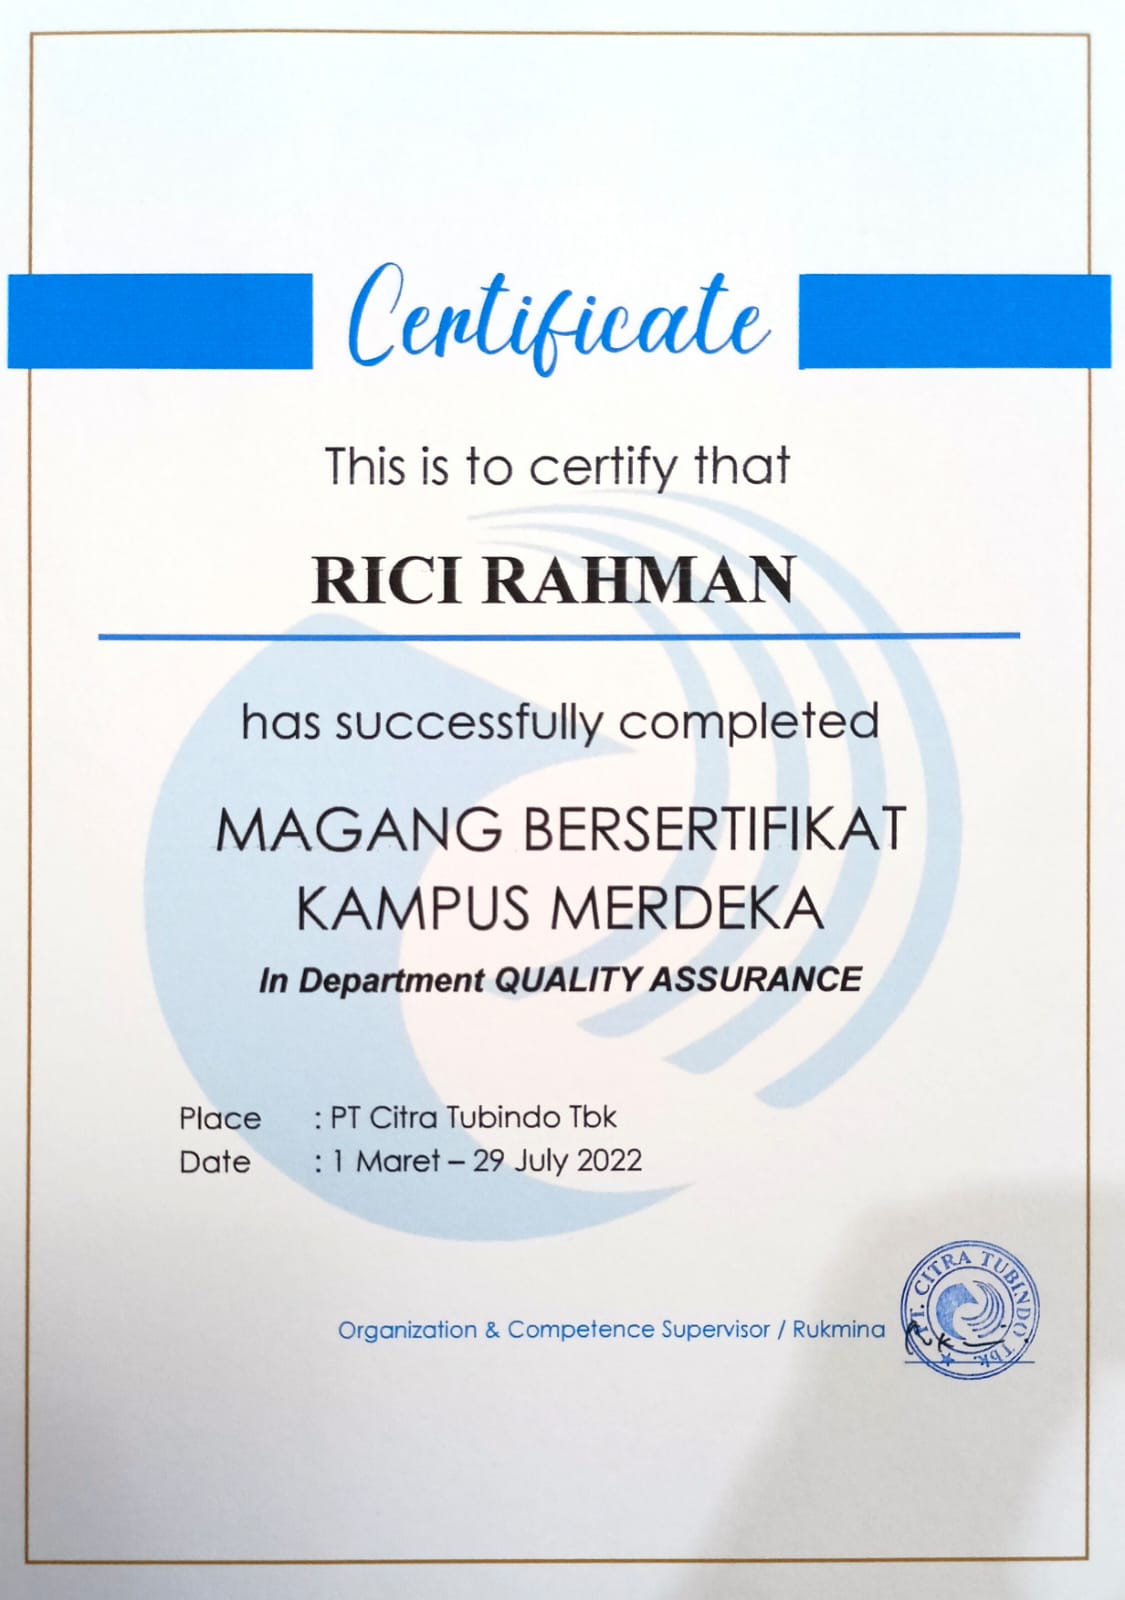 Certificate
This is to certify that
RICI RAHMAN
has successfully completed
MAGANG BERSERTIFIKAT
KAMPUS MERDEKA
In Department QUALITY ASSURANCE
Place : PT Citra Tubindo Tbk
Date : 1 Maret – 29 July 2022
PT. CITRA TUBINDO Tbk.
Organization & Competence Supervisor / Rukmina